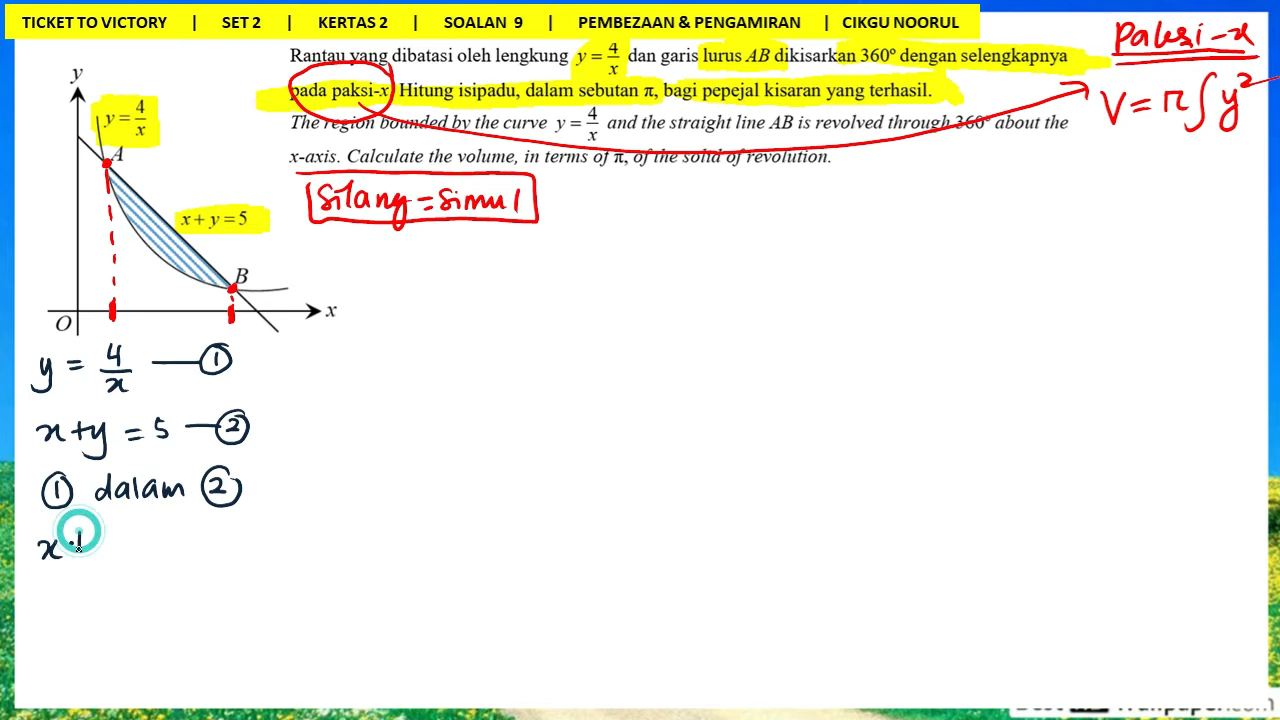 TICKET TO VICTORY | SET 2 | KERTAS 2 | SOALAN 9 | PEMBEZAAN & PENGAMIRAN | CIKGU NOORUL
Rantau yang dibatasi oleh lengkung y = 4/x dan garis lurus AB dikisarkan 360º dengan selengkapnya
pada paksi-x. Hitung isipadu, dalam sebutan π, bagi pepejal kisaran yang terhasil.
The region bounded by the curve y = 4/x and the straight line AB is revolved through 360º about the
x-axis. Calculate the volume, in terms of π, of the solid of revolution.
Paksi-x
V = π∫y²
Silang = simul
y
y = 4/x
A
x + y = 5
B
O
x
y = 4/x — ①
x+y = 5 — ②
① dalam ②
x +